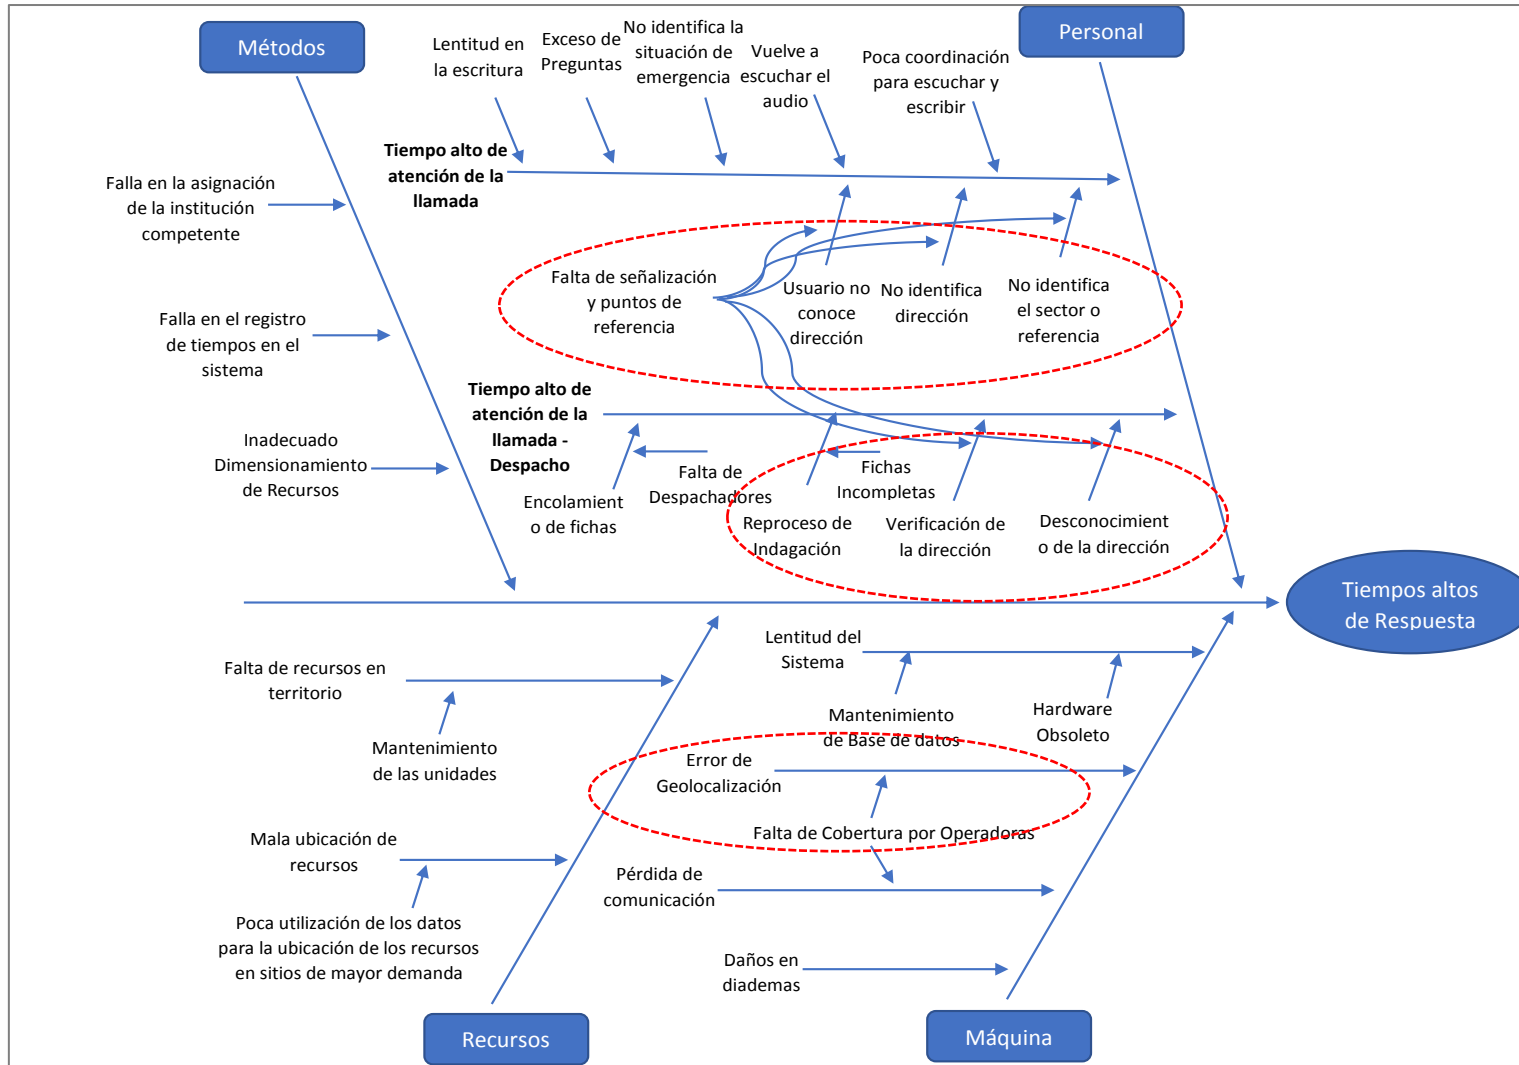 Métodos
Personal
Lentitud en
la escritura
Exceso de
Preguntas
No identifica la
situación de
emergencia
Vuelve a
escuchar el
audio
Poca coordinación
para escuchar y
escribir
Tiempo alto de
atención de la
llamada
Falla en la asignación
de la institución
competente
Falta de señalización
y puntos de
referencia
Usuario no
conoce
dirección
No identifica
dirección
No identifica
el sector o
referencia
Falla en el registro
de tiempos en el
sistema
Tiempo alto de
atención de la
llamada -
Despacho
Inadecuado
Dimensionamiento
de Recursos
Encolamient
o de fichas
Falta de
Despachadores
Fichas
Incompletas
Reproceso de
Indagación
Verificación de
la dirección
Desconocimient
o de la dirección
Tiempos altos
de Respuesta
Falta de recursos en
territorio
Mantenimiento
de las unidades
Lentitud del
Sistema
Mantenimiento
de Base de datos
Hardware
Obsoleto
Error de
Geolocalización
Falta de Cobertura por Operadoras
Mala ubicación de
recursos
Poca utilización de los datos
para la ubicación de los recursos
en sitios de mayor demanda
Pérdida de
comunicación
Daños en
diademas
Recursos
Máquina